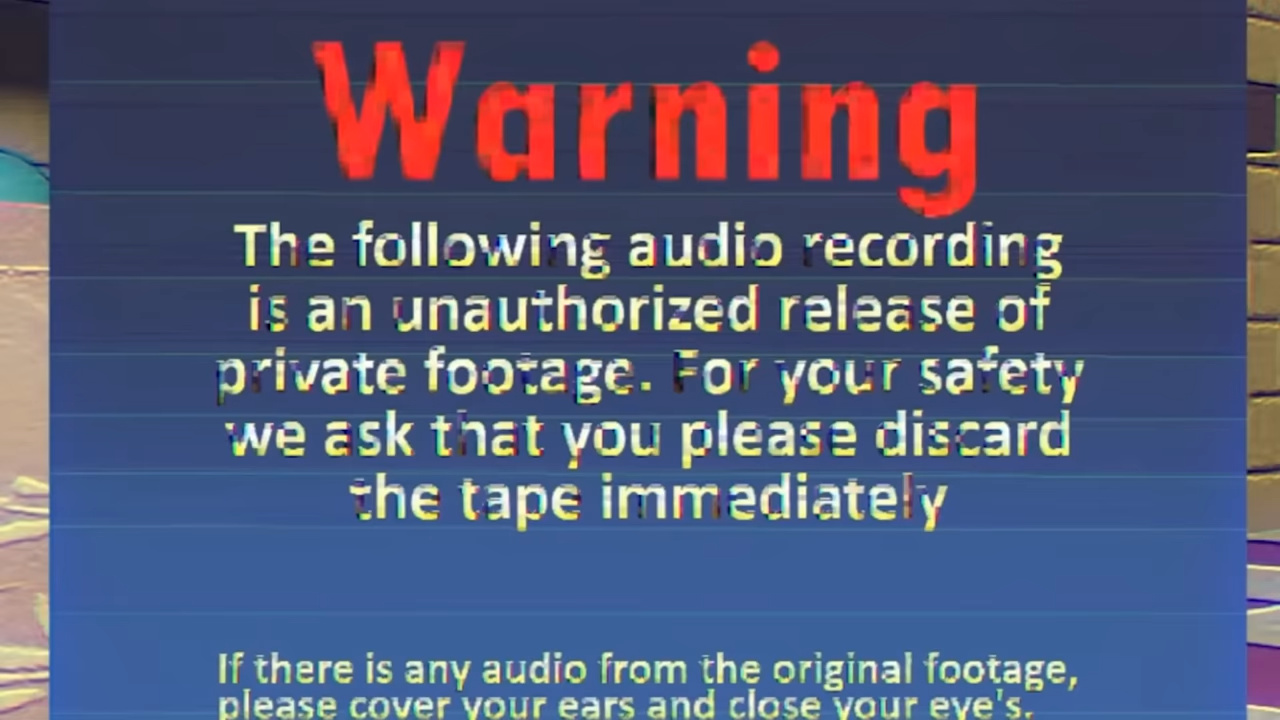 Warning
The following audio recording
is an unauthorized release of
private footage. For your safety
we ask that you please discard
the tape immediately
If there is any audio from the original footage,
please cover your ears and close your eye's.